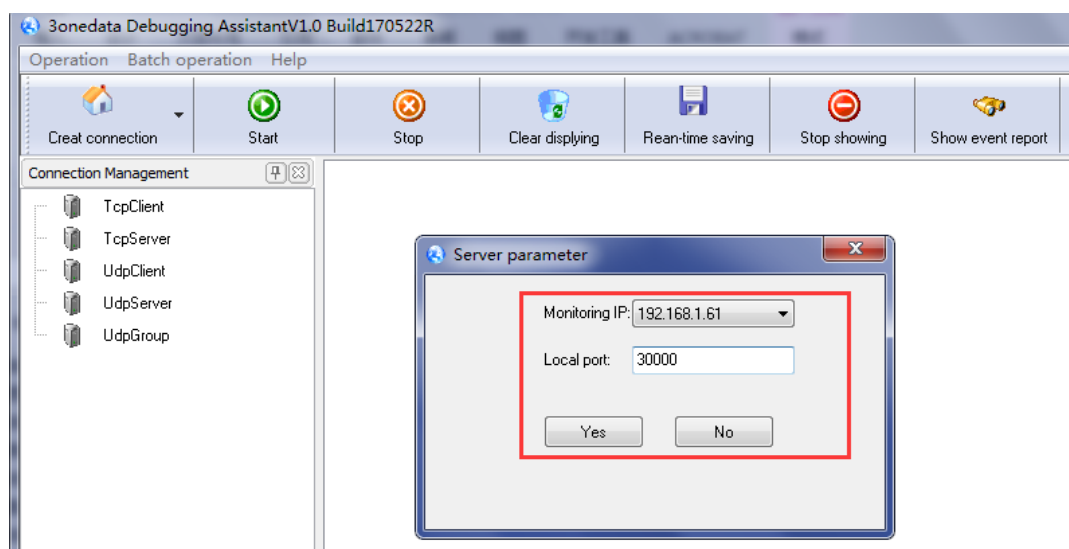 3onedata Debugging AssistantV1.0 Build170522R
Operation Batch operation Help
Creat connection Start Stop Clear displying Rean-time saving Stop showing Show event report
Connection Management
TcpClient
TcpServer
UdpClient
UdpServer
UdpGroup
Server parameter
Monitoring IP: 192.168.1.61
Local port: 30000
Yes No